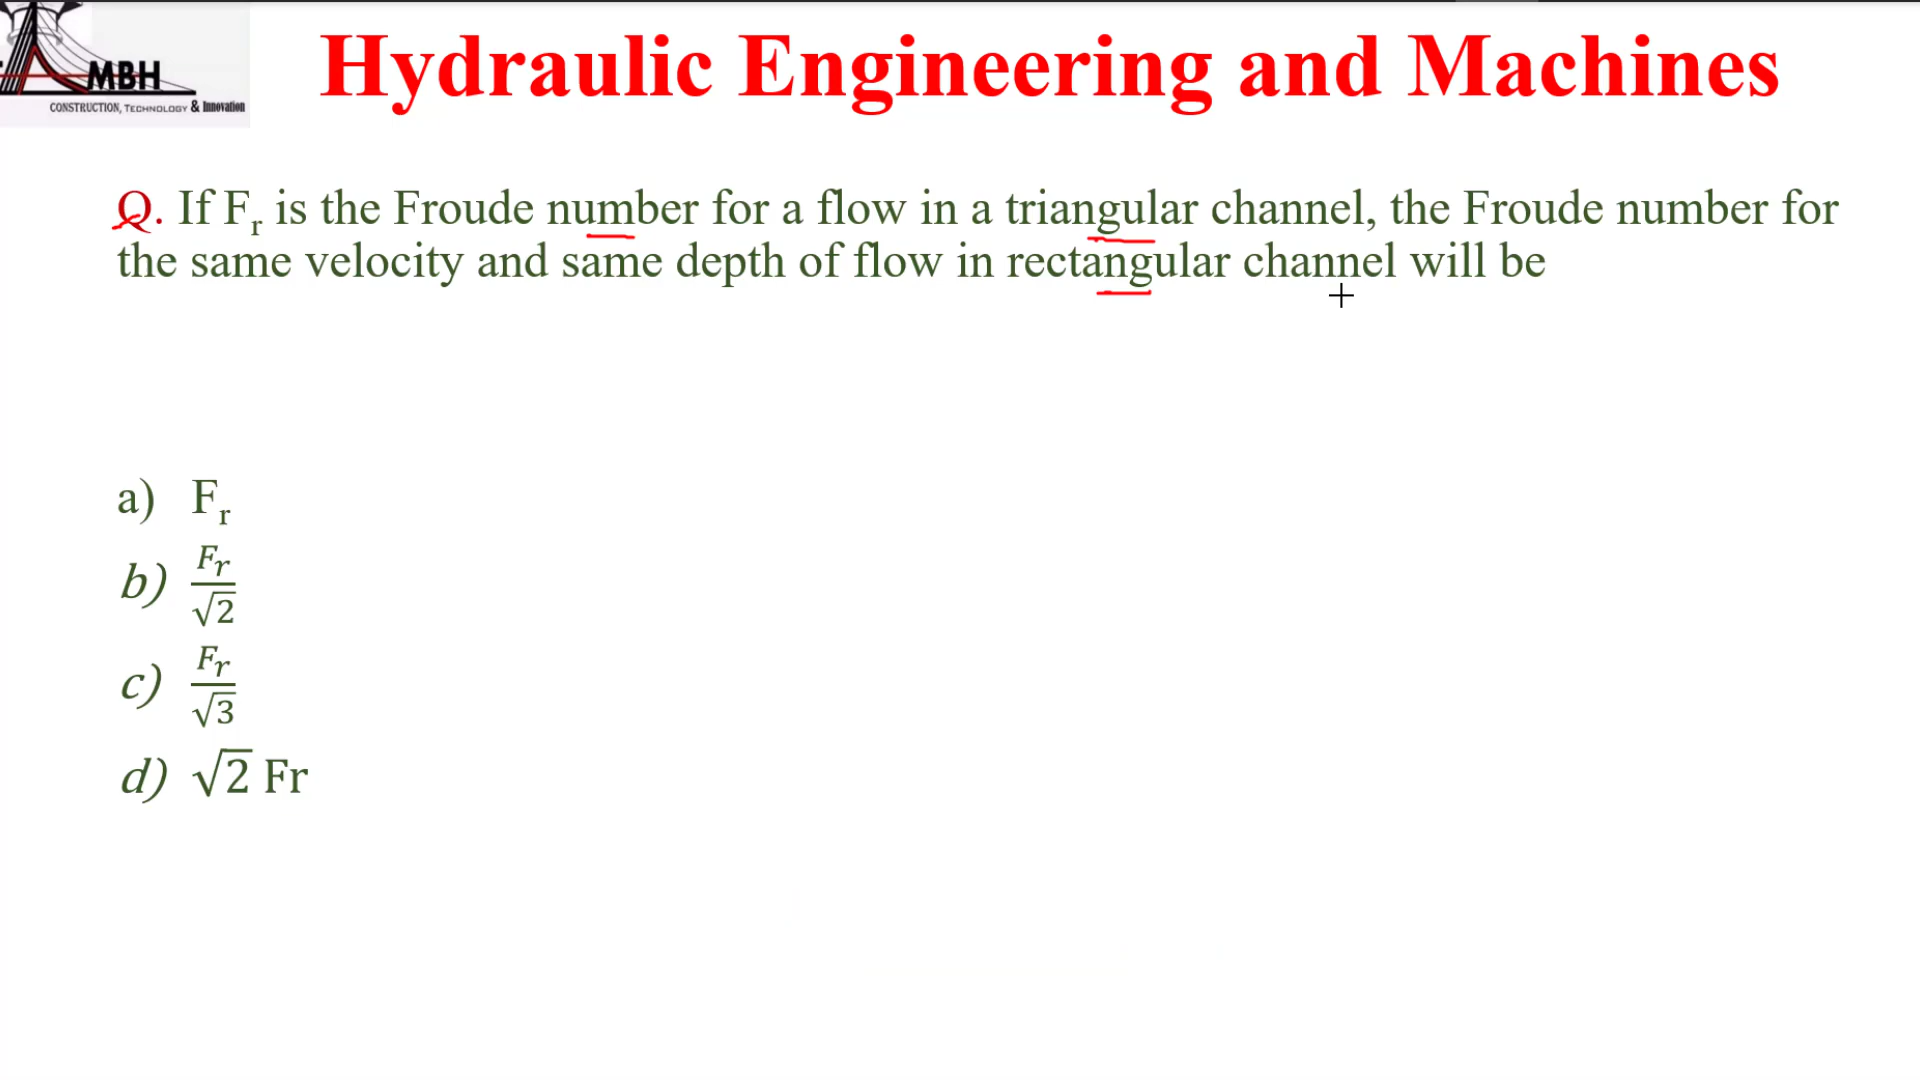 MBH
CONSTRUCTION, TECHNOLOGY & Innovation
Hydraulic Engineering and Machines
Q. If Fr is the Froude number for a flow in a triangular channel, the Froude number for
the same velocity and same depth of flow in rectangular channel will be
a) Fr
b) Fr/√2
c) Fr/√3
d) √2 Fr